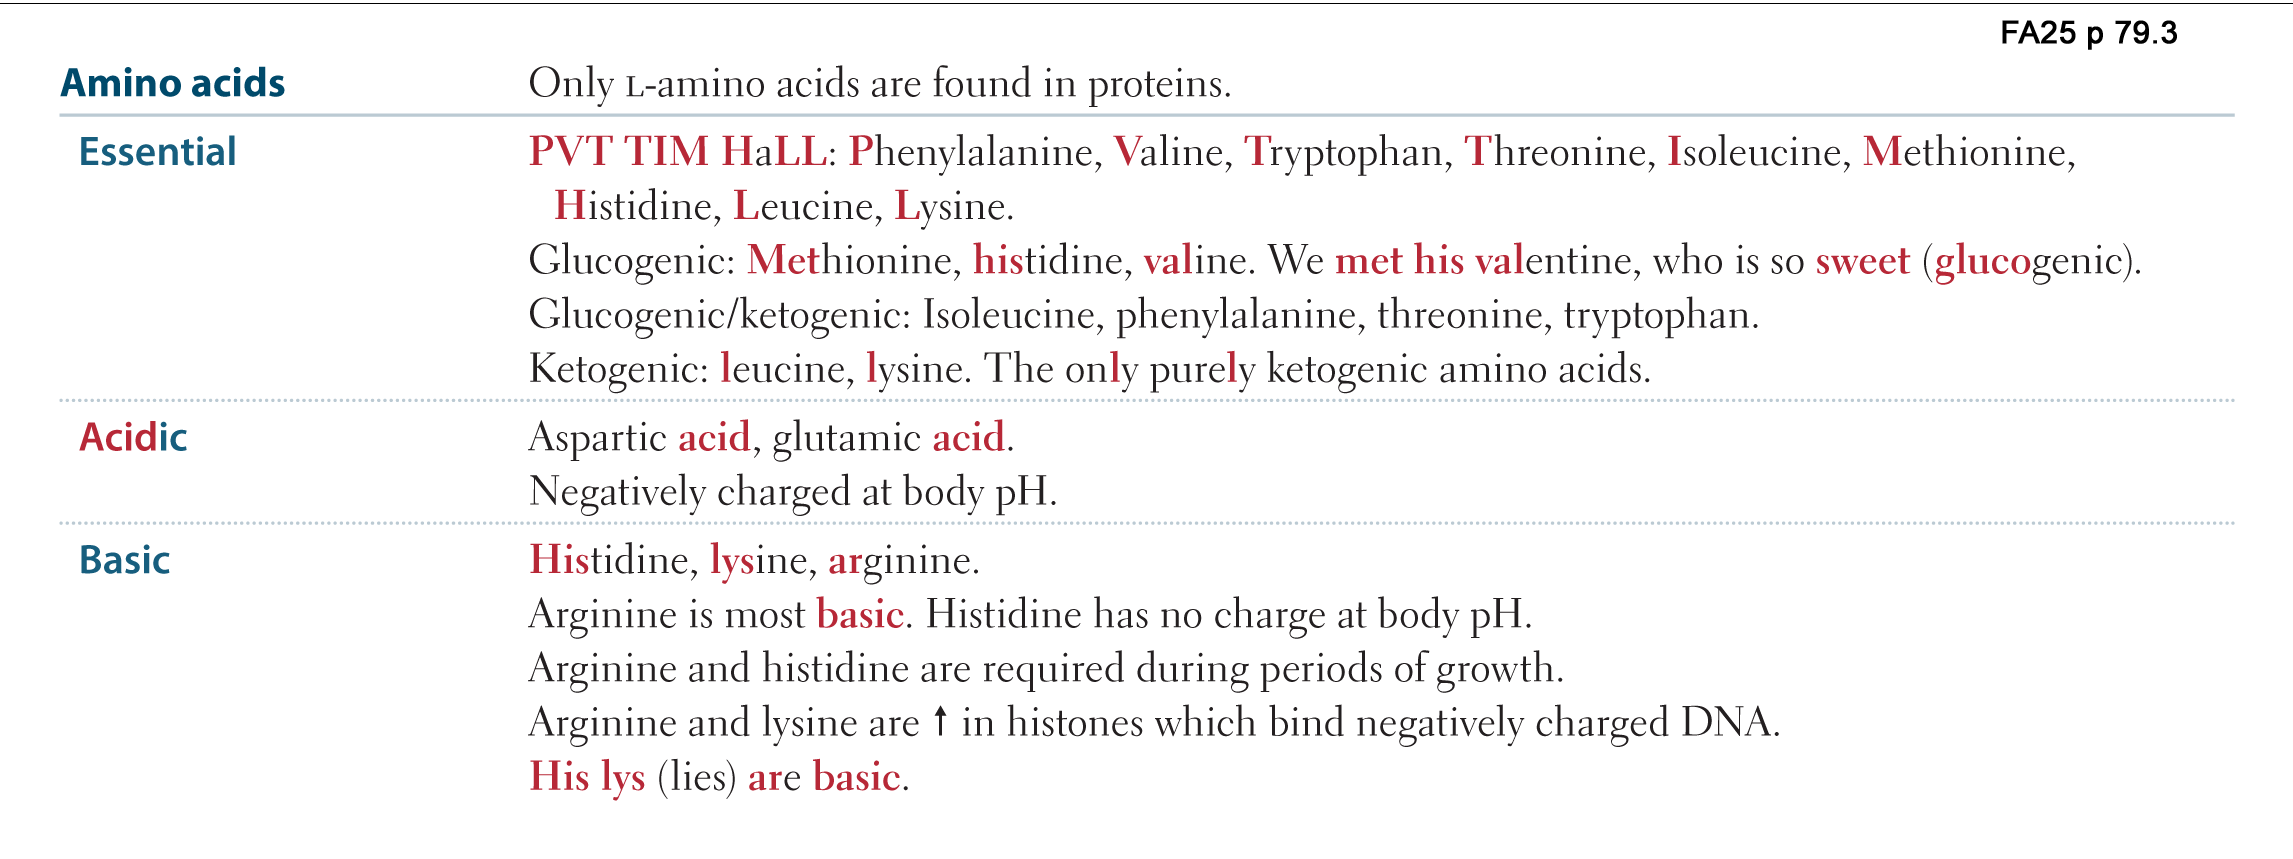 FA25 p 79.3
Amino acids Only L-amino acids are found in proteins.
Essential PVT TIM HaLL: Phenylalanine, Valine, Tryptophan, Threonine, Isoleucine, Methionine,
Histidine, Leucine, Lysine.
Glucogenic: Methionine, histidine, valine. We met his valentine, who is so sweet (glucogenic).
Glucogenic/ketogenic: Isoleucine, phenylalanine, threonine, tryptophan.
Ketogenic: leucine, lysine. The only purely ketogenic amino acids.
Acidic Aspartic acid, glutamic acid.
Negatively charged at body pH.
Basic Histidine, lysine, arginine.
Arginine is most basic. Histidine has no charge at body pH.
Arginine and histidine are required during periods of growth.
Arginine and lysine are ↑ in histones which bind negatively charged DNA.
His lys (lies) are basic.